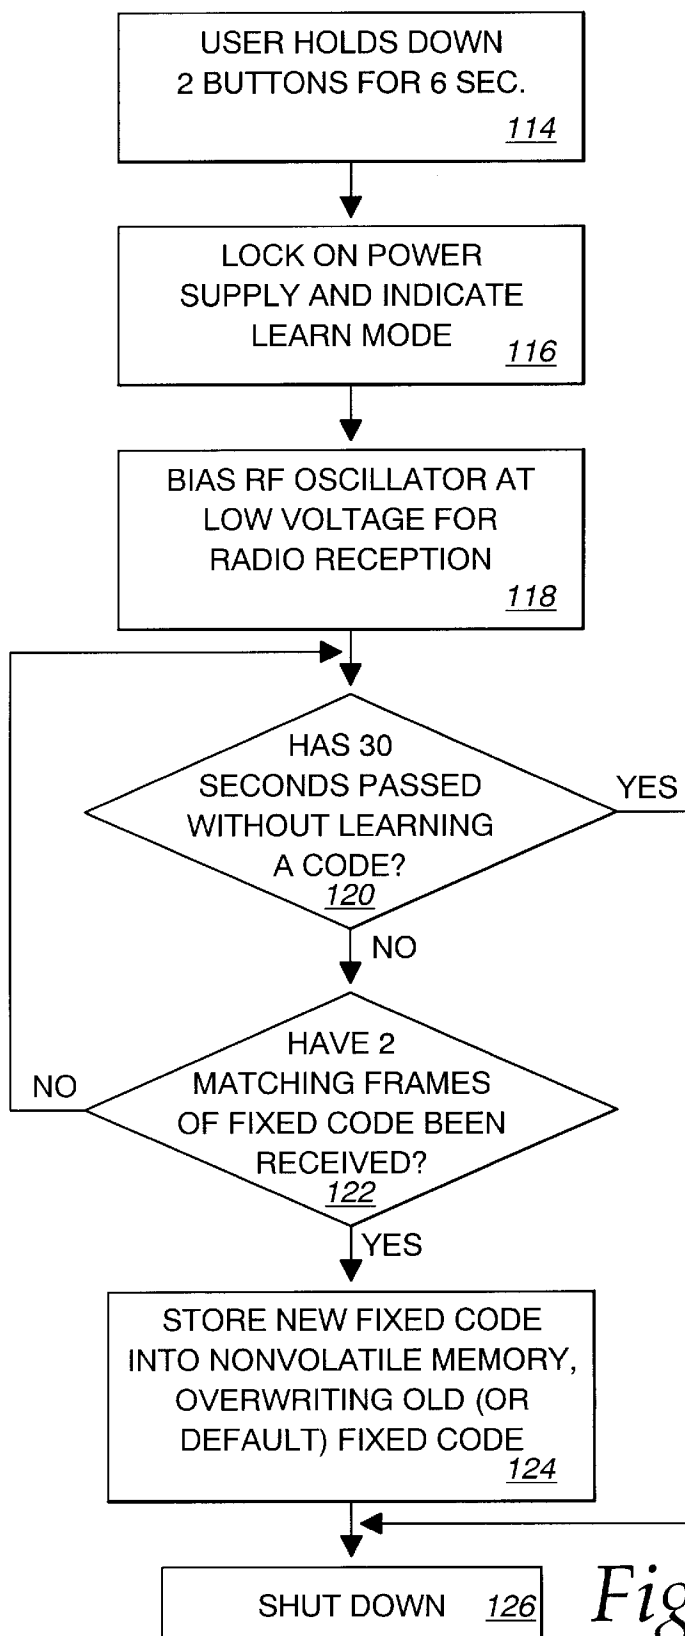 USER HOLDS DOWN
2 BUTTONS FOR 6 SEC.
114
LOCK ON POWER
SUPPLY AND INDICATE
LEARN MODE
116
BIAS RF OSCILLATOR AT
LOW VOLTAGE FOR
RADIO RECEPTION
118
HAS 30
SECONDS PASSED
WITHOUT LEARNING
A CODE?
120
YES
NO
HAVE 2
MATCHING FRAMES
OF FIXED CODE BEEN
RECEIVED?
122
NO
YES
STORE NEW FIXED CODE
INTO NONVOLATILE MEMORY,
OVERWRITING OLD (OR
DEFAULT) FIXED CODE
124
SHUT DOWN 126
Fig